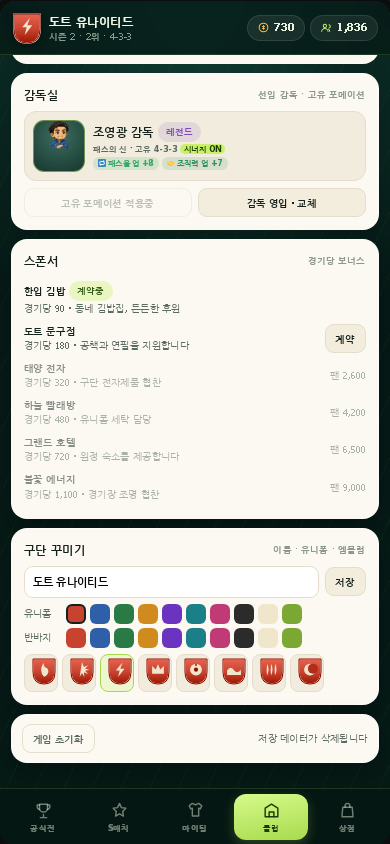 도트 유나이티드
시즌 2 · 2위 · 4-3-3
730
1,836
감독실
선임 감독 · 고유 포메이션
조영광 감독 레전드
패스의 신 · 고유 4-3-3 시너지 ON
패스율 업 +8 조직력 업 +7
고유 포메이션 적용중
감독 영입 · 교체
스폰서
경기당 보너스
한입 김밥 계약중
경기당 90 · 동네 김밥집, 든든한 후원
도트 문구점
경기당 180 · 공책과 연필을 지원합니다
계약
태양 전자
경기당 320 · 구단 전자제품 협찬
팬 2,600
하늘 빨래방
경기당 480 · 유니폼 세탁 담당
팬 4,200
그랜드 호텔
경기당 720 · 원정 숙소를 제공합니다
팬 6,500
불꽃 에너지
경기당 1,100 · 경기장 조명 협찬
팬 9,000
구단 꾸미기
이름 · 유니폼 · 엠블럼
도트 유나이티드
저장
유니폼
반바지
게임 초기화
저장 데이터가 삭제됩니다
공식전
S매치
마이팀
클럽
상점